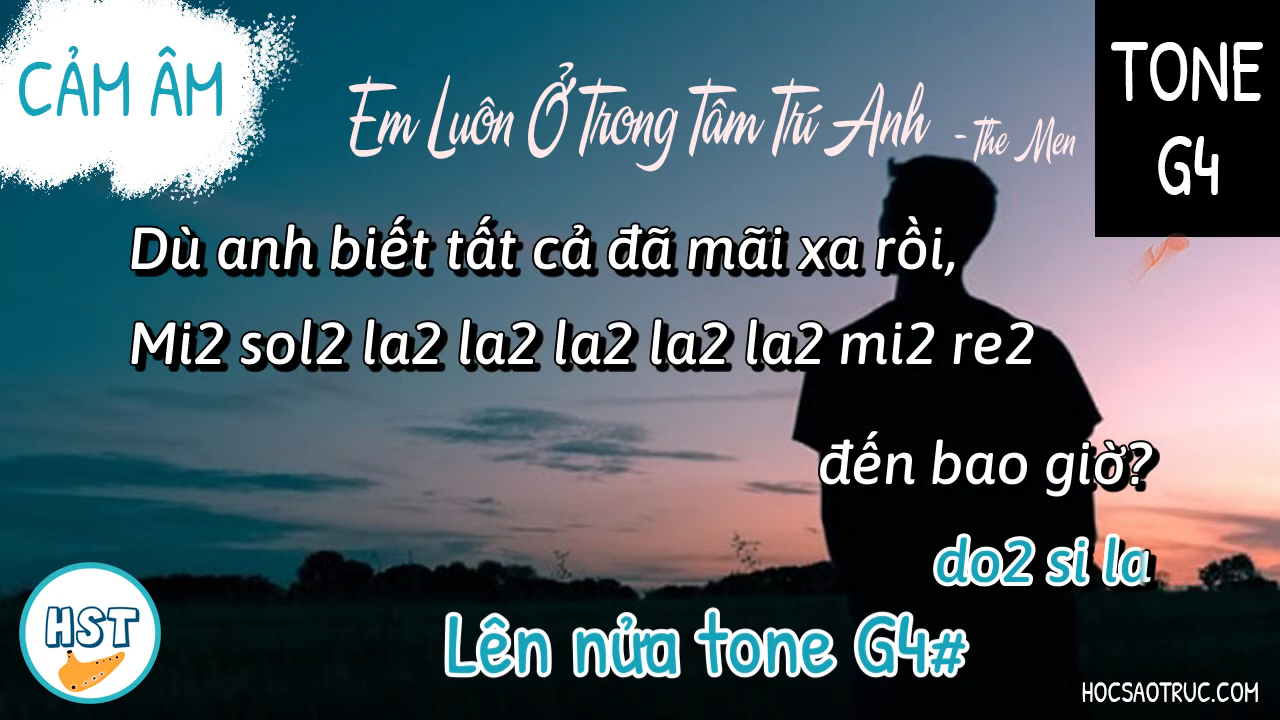 CẢM ÂM
Em Luôn Ở Trong Tâm Trí Anh - The Men
TONE
G4
Dù anh biết tất cả đã mãi xa rồi,
Mi2 sol2 la2 la2 la2 la2 la2 mi2 re2
đến bao giờ?
do2 si la
Lên nửa tone G4#
HST
HOCSAOTRUC.COM